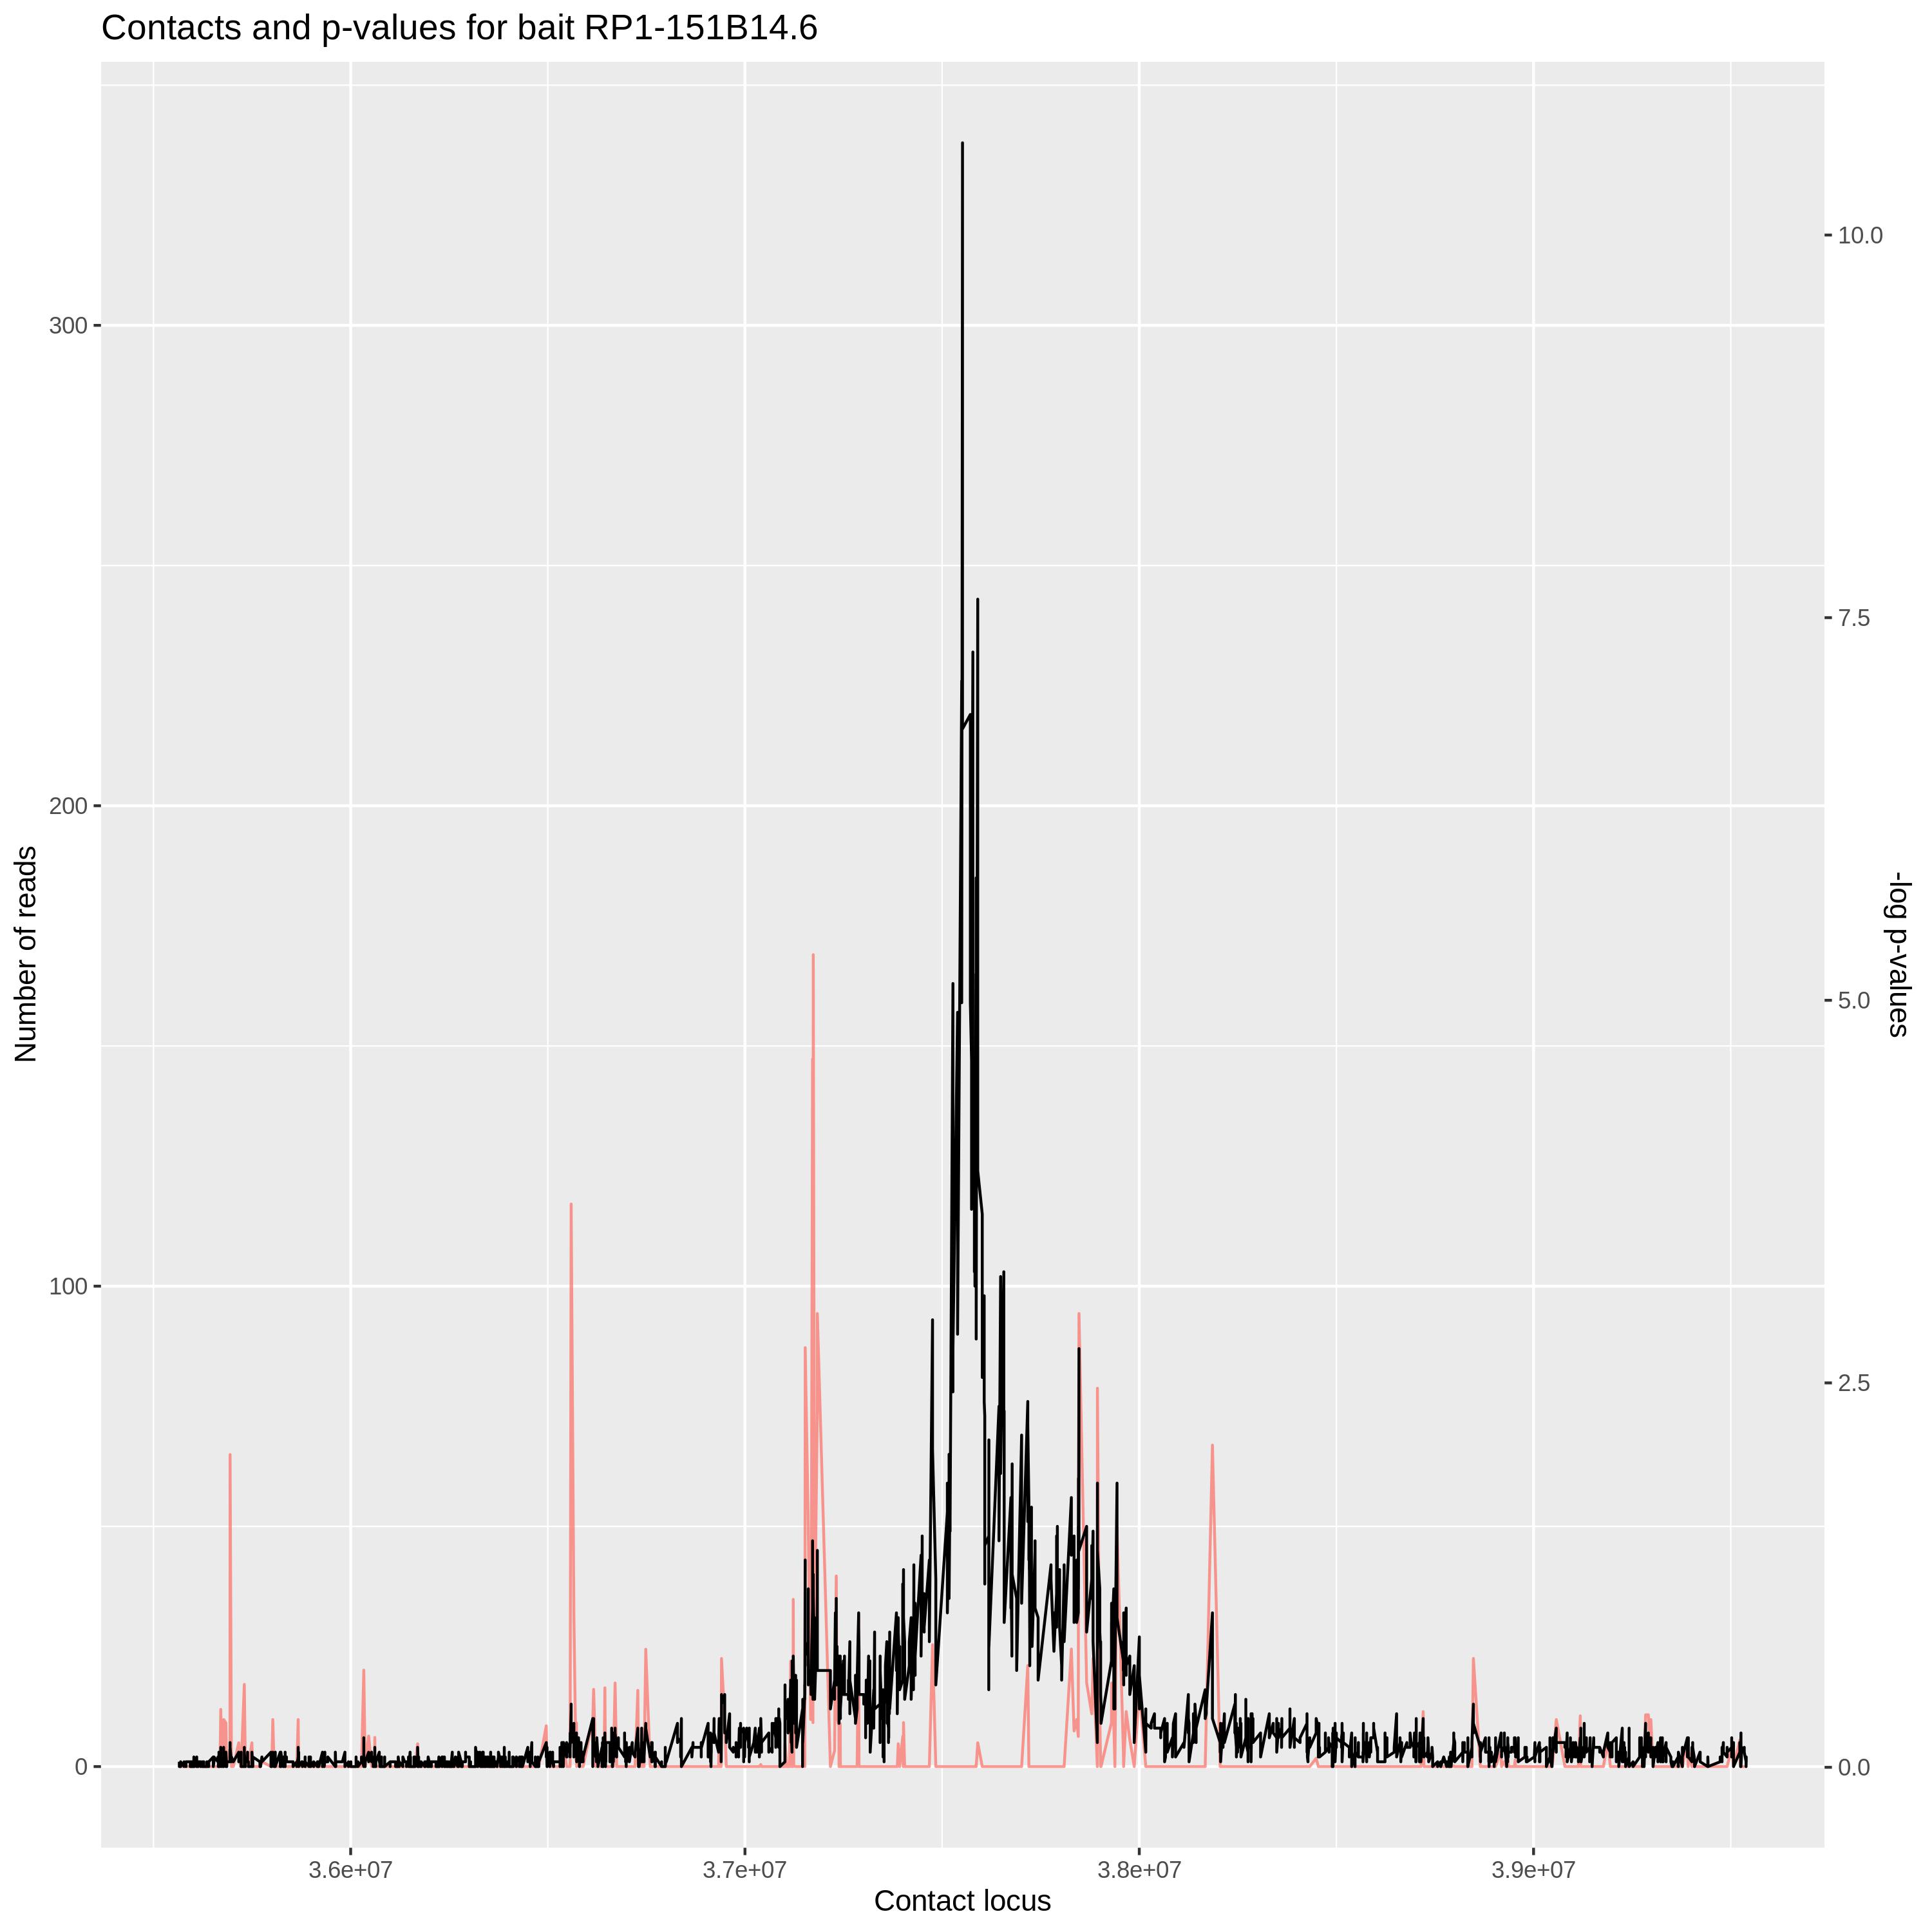 Contacts and p-values for bait RP1-151B14.6
Number of reads
300
200
100
0
10.0
7.5
5.0
2.5
0.0
-log p-values
3.6e+07 3.7e+07 3.8e+07 3.9e+07
Contact locus